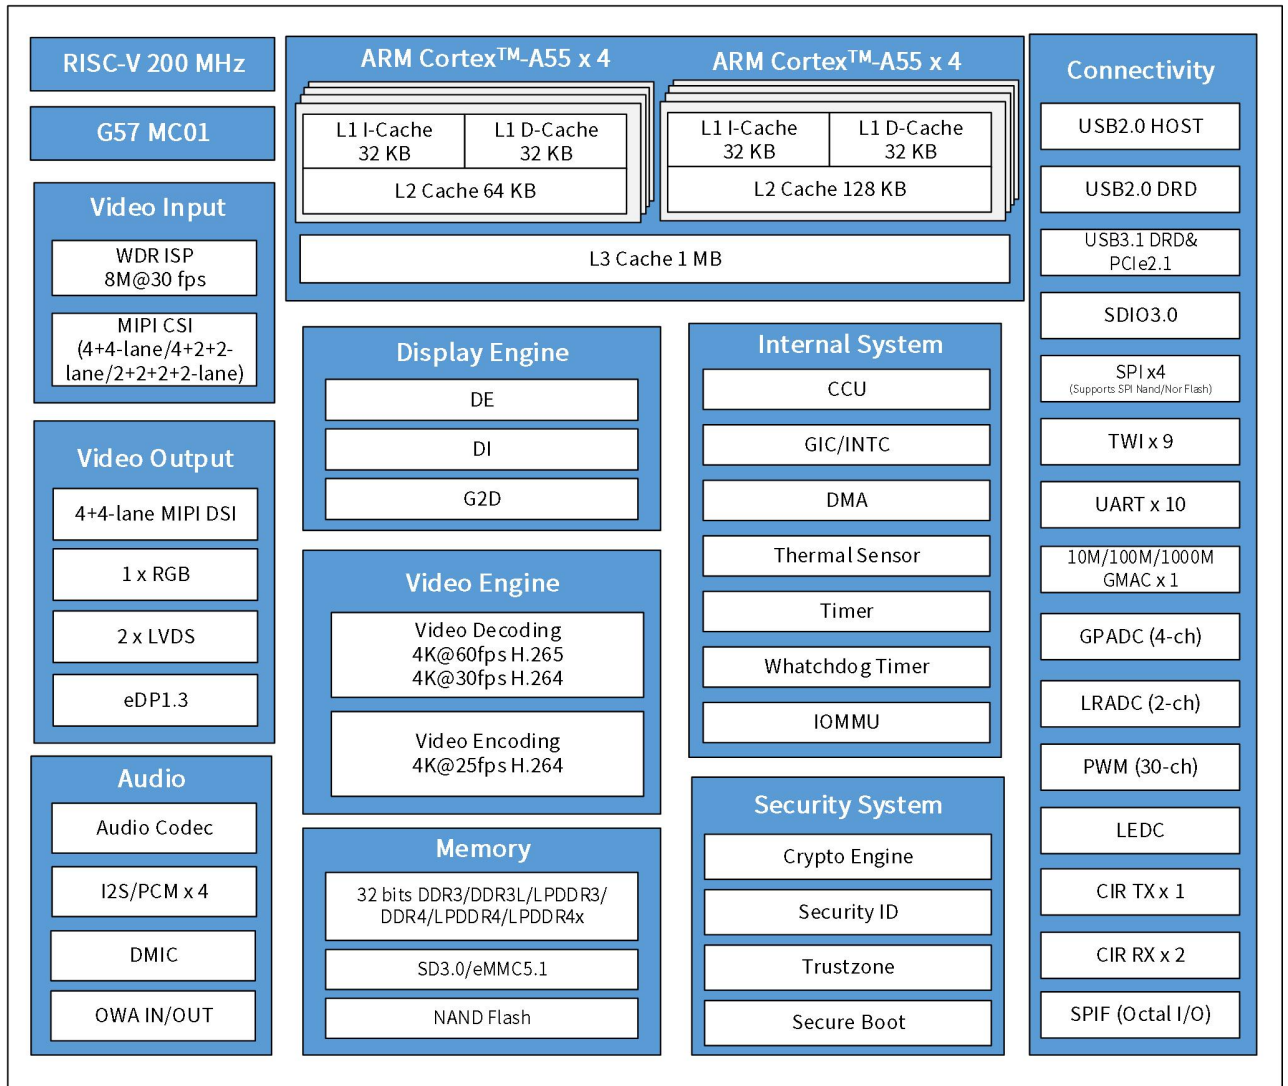 RISC-V 200 MHz
G57 MC01
Video Input
WDR ISP
8M@30 fps
MIPI CSI
(4+4-lane/4+2+2-
lane/2+2+2+2-lane)
Video Output
4+4-lane MIPI DSI
1 x RGB
2 x LVDS
eDP1.3
Audio
Audio Codec
I2S/PCM x 4
DMIC
OWA IN/OUT
ARM Cortex™-A55 x 4
L1 I-Cache
32 KB
L1 D-Cache
32 KB
L2 Cache 64 KB
ARM Cortex™-A55 x 4
L1 I-Cache
32 KB
L1 D-Cache
32 KB
L2 Cache 128 KB
L3 Cache 1 MB
Display Engine
DE
DI
G2D
Video Engine
Video Decoding
4K@60fps H.265
4K@30fps H.264
Video Encoding
4K@25fps H.264
Memory
32 bits DDR3/DDR3L/LPDDR3/
DDR4/LPDDR4/LPDDR4x
SD3.0/eMMC5.1
NAND Flash
Internal System
CCU
GIC/INTC
DMA
Thermal Sensor
Timer
Whatchdog Timer
IOMMU
Security System
Crypto Engine
Security ID
Trustzone
Secure Boot
Connectivity
USB2.0 HOST
USB2.0 DRD
USB3.1 DRD&
PCIe2.1
SDIO3.0
SPI x4
(Supports SPI Nand/Nor Flash)
TWI x 9
UART x 10
10M/100M/1000M
GMAC x 1
GPADC (4-ch)
LRADC (2-ch)
PWM (30-ch)
LEDC
CIR TX x 1
CIR RX x 2
SPIF (Octal I/O)